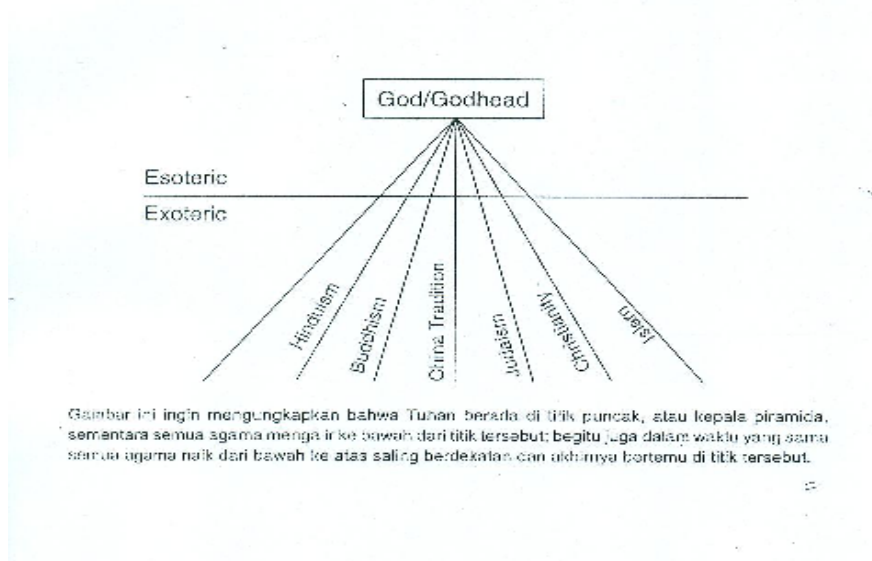 God/Godhead
Esoteric
Exoteric
Hinduism
Buddhism
China Tradition
Judaism
Christianity
Islam
Gambar ini ingin mengungkapkan bahwa Tuhan berada di titik puncak, atau kepala piramida,
sementara semua agama mengalir ke bawah dari titik tersebut; begitu juga dalam waktu yang sama
semua agama naik dari bawah ke atas saling berdekatan dan akhirnya bertemu di titik tersebut.